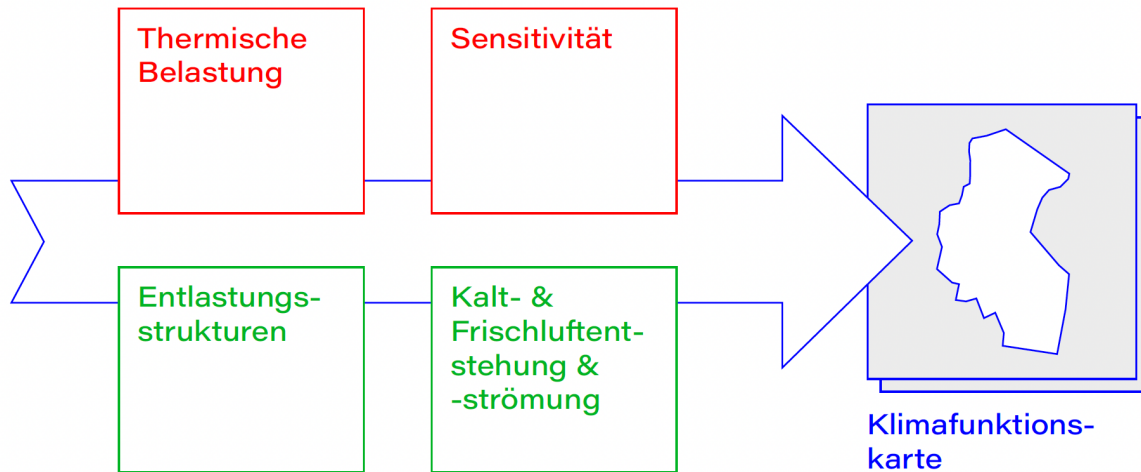 Thermische
Belastung
Sensitivität
Entlastungs-
strukturen
Kalt- &
Frischluftent-
stehung &
-strömung
Klimafunktions-
karte